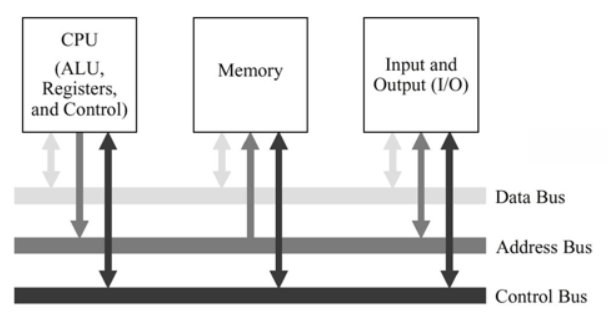 CPU
(ALU,
Registers,
and Control)
Memory
Input and
Output (I/O)
Data Bus
Address Bus
Control Bus